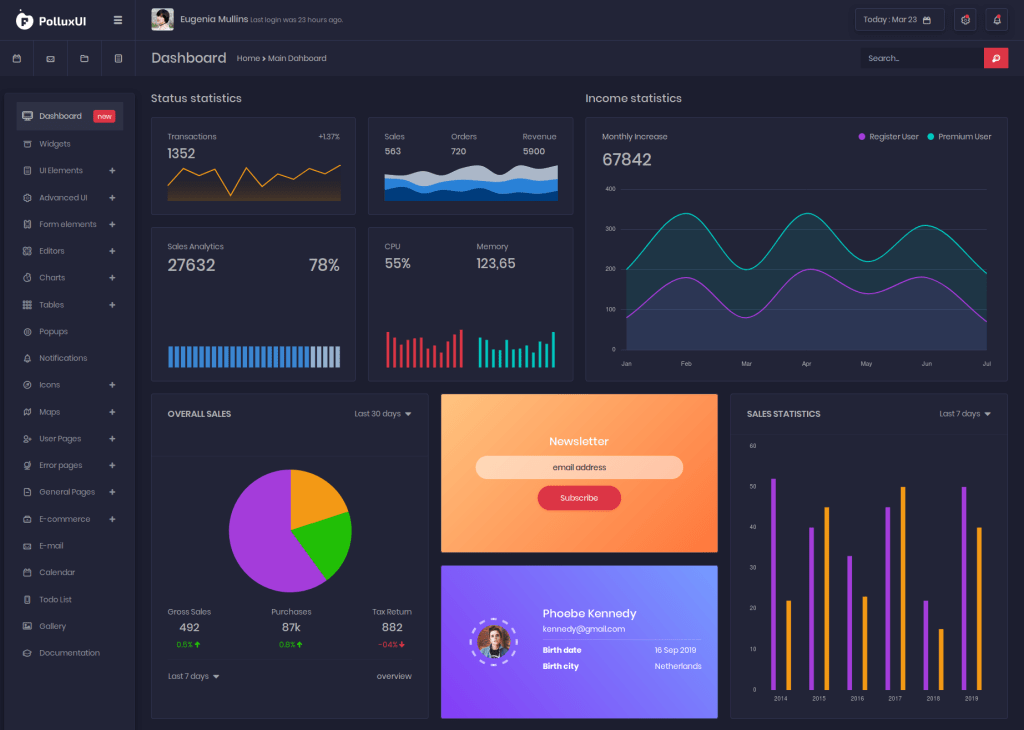 PolluxUI
Eugenia Mullins Last login was 23 hours ago.
Today : Mar 23
Dashboard
Home Main Dahboard
Search..
Dashboard new
Widgets
UI Elements +
Advanced UI +
Form elements +
Editors +
Charts +
Tables +
Popups
Notifications
Icons +
Maps +
User Pages +
Error pages +
General Pages +
E-commerce +
E-mail
Calendar
Todo List
Gallery
Documentation
Status statistics
Transactions +1.37%
1352
Sales Orders Revenue
563 720 5900
Sales Analytics
27632 78%
CPU Memory
55% 123,65
Income statistics
Monthly Increase Register User Premium User
67842
400
300
200
100
0
Jan Feb Mar Apr May Jun Jul
OVERALL SALES Last 30 days
Gross Sales Purchases Tax Return
492 87k 882
0.5% 0.8% -04%
Last 7 days overview
Newsletter
email address
Subscribe
Phoebe Kennedy
kennedy@gmail.com
Birth date 16 Sep 2019
Birth city Netherlands
SALES STATISTICS Last 7 days
60
50
40
30
20
10
0
2014 2015 2016 2017 2018 2019